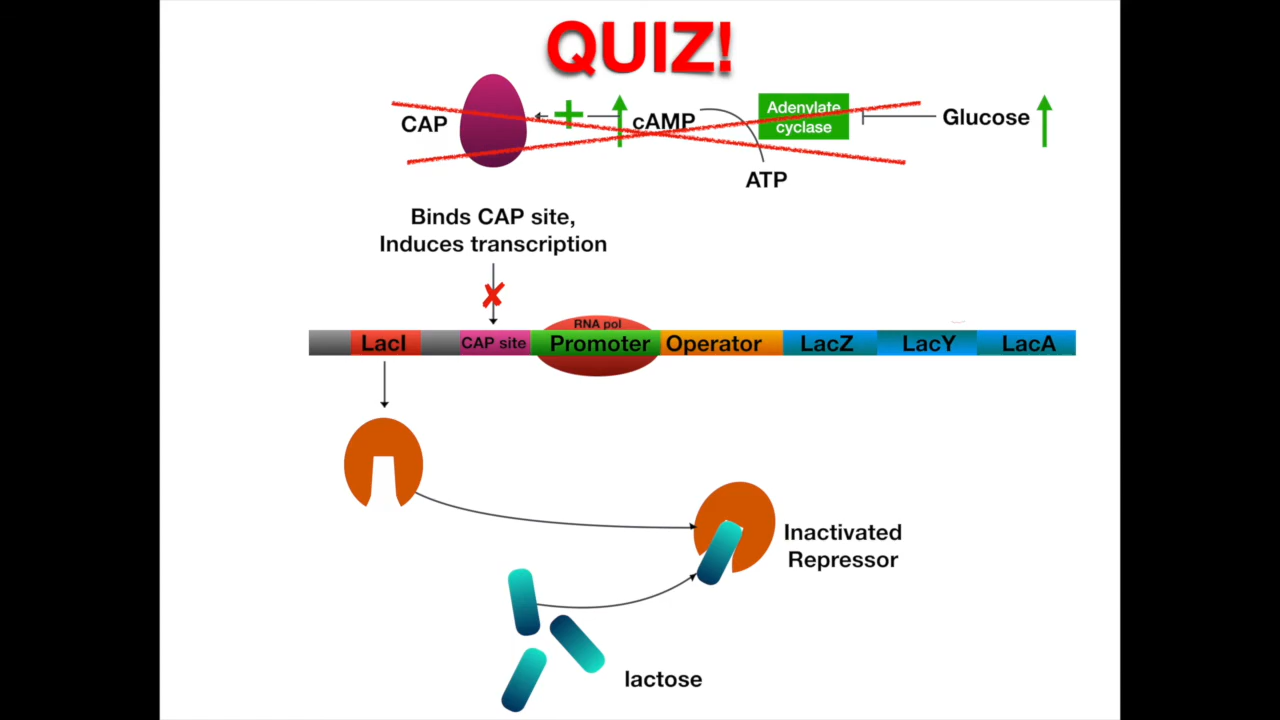 QUIZ!
CAP
cAMP
Adenylate
cyclase
Glucose
ATP
Binds CAP site,
Induces transcription
RNA pol
LacI
CAP site
Promoter
Operator
LacZ
LacY
LacA
Inactivated
Repressor
lactose